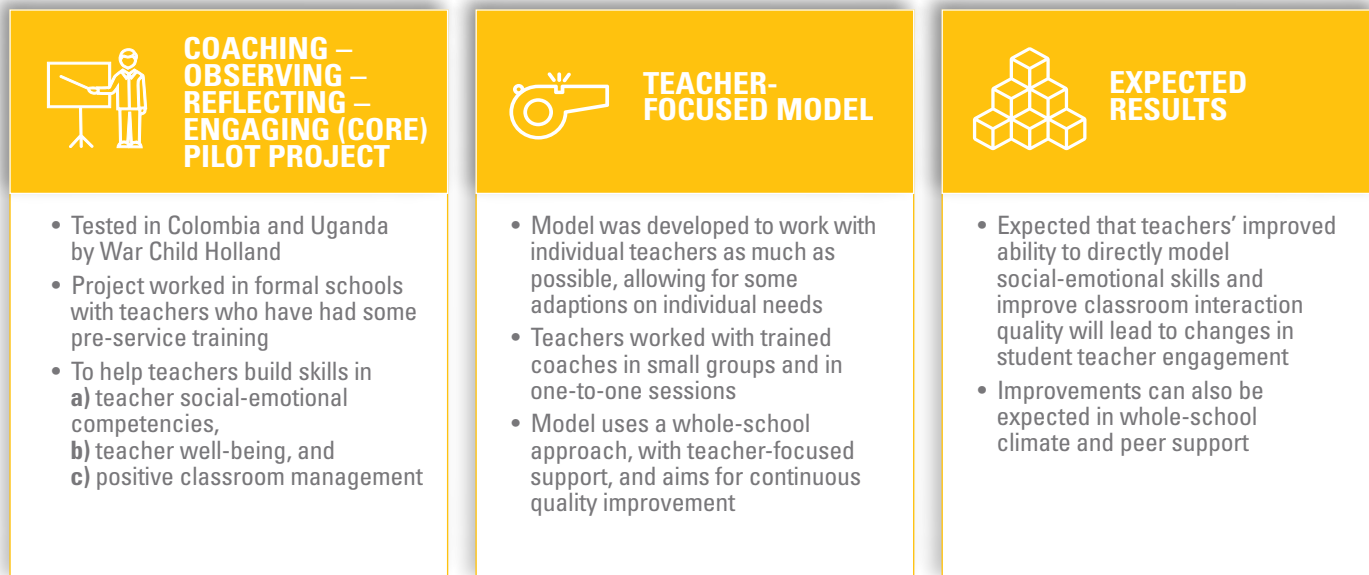 COACHING –
OBSERVING –
REFLECTING –
ENGAGING (CORE)
PILOT PROJECT
• Tested in Colombia and Uganda
by War Child Holland
• Project worked in formal schools
with teachers who have had some
pre-service training
• To help teachers build skills in
a) teacher social-emotional
competencies,
b) teacher well-being, and
c) positive classroom management
TEACHER-
FOCUSED MODEL
• Model was developed to work with
individual teachers as much as
possible, allowing for some
adaptions on individual needs
• Teachers worked with trained
coaches in small groups and in
one-to-one sessions
• Model uses a whole-school
approach, with teacher-focused
support, and aims for continuous
quality improvement
EXPECTED
RESULTS
• Expected that teachers’ improved
ability to directly model
social-emotional skills and
improve classroom interaction
quality will lead to changes in
student teacher engagement
• Improvements can also be
expected in whole-school
climate and peer support